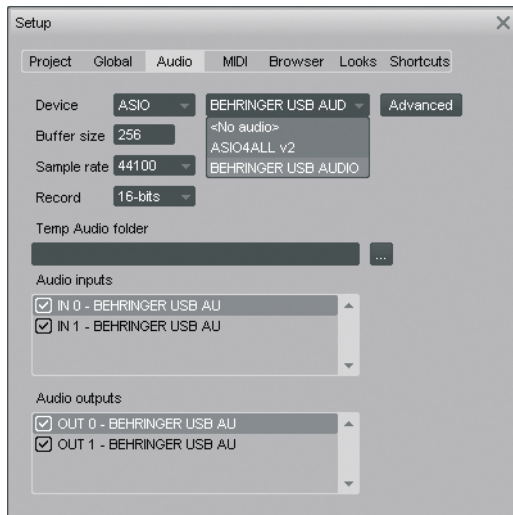 Setup
Project Global Audio MIDI Browser Looks Shortcuts
Device ASIO BEHRINGER USB AUD Advanced
<No audio>
Buffer size 256
ASIO4ALL v2
Sample rate 44100 BEHRINGER USB AUDIO
Record 16-bits
Temp Audio folder
...
Audio inputs
IN 0 - BEHRINGER USB AU
IN 1 - BEHRINGER USB AU
Audio outputs
OUT 0 - BEHRINGER USB AU
OUT 1 - BEHRINGER USB AU